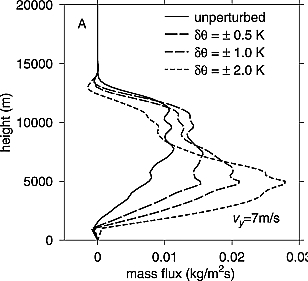 20000
15000
10000
5000
0
height (m)
A
unperturbed
δθ = ± 0.5 K
δθ = ± 1.0 K
δθ = ± 2.0 K
vy=7m/s
0 0.01 0.02 0.03
mass flux (kg/m²s)